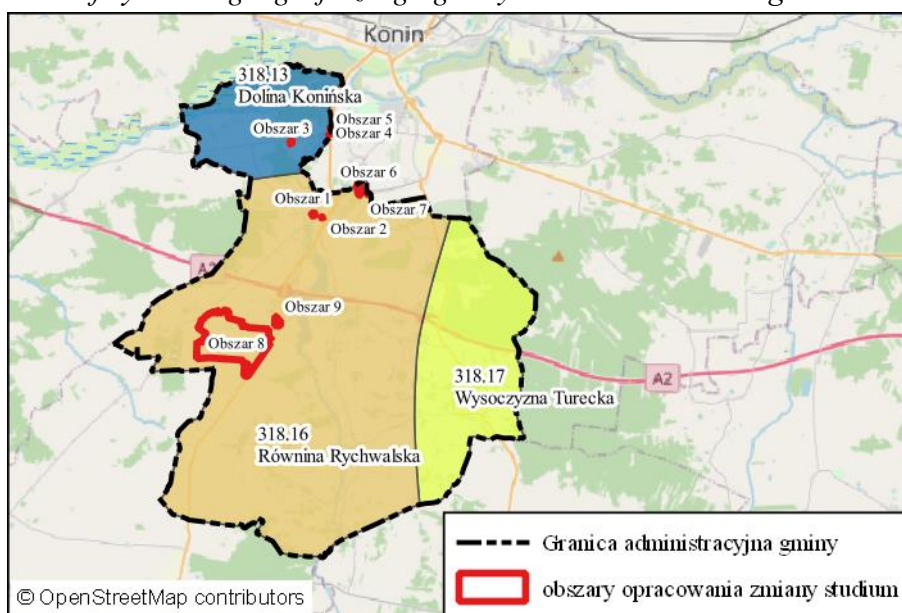 Konin
318,13
Dolina Konińska
Obszar 5
Obszar 4
Obszar 3
Obszar 6
Obszar 1
Obszar 7
Obszar 2
Obszar 9
Obszar 8
A2
318,17
Wysoczyzna Turecka
318,16
Równina Rychwalska
Granica administracyjna gminy
obszary opracowania zmiany studium
© OpenStreetMap contributors